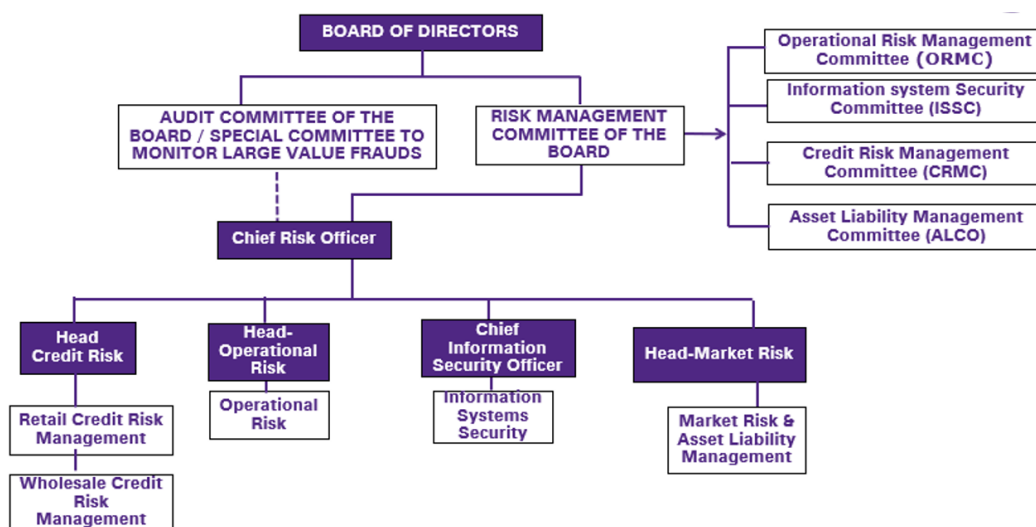 BOARD OF DIRECTORS
AUDIT COMMITTEE OF THE
BOARD / SPECIAL COMMITTEE TO
MONITOR LARGE VALUE FRAUDS
RISK MANAGEMENT
COMMITTEE OF THE
BOARD
Operational Risk Management
Committee (ORMC)
Information system Security
Committee (ISSC)
Credit Risk Management
Committee (CRMC)
Asset Liability Management
Committee (ALCO)
Chief Risk Officer
Head
Credit Risk
Head-
Operational
Risk
Chief
Information
Security Officer
Head-Market Risk
Retail Credit Risk
Management
Wholesale Credit
Risk
Management
Operational
Risk
Information
Systems
Security
Market Risk &
Asset Liability
Management